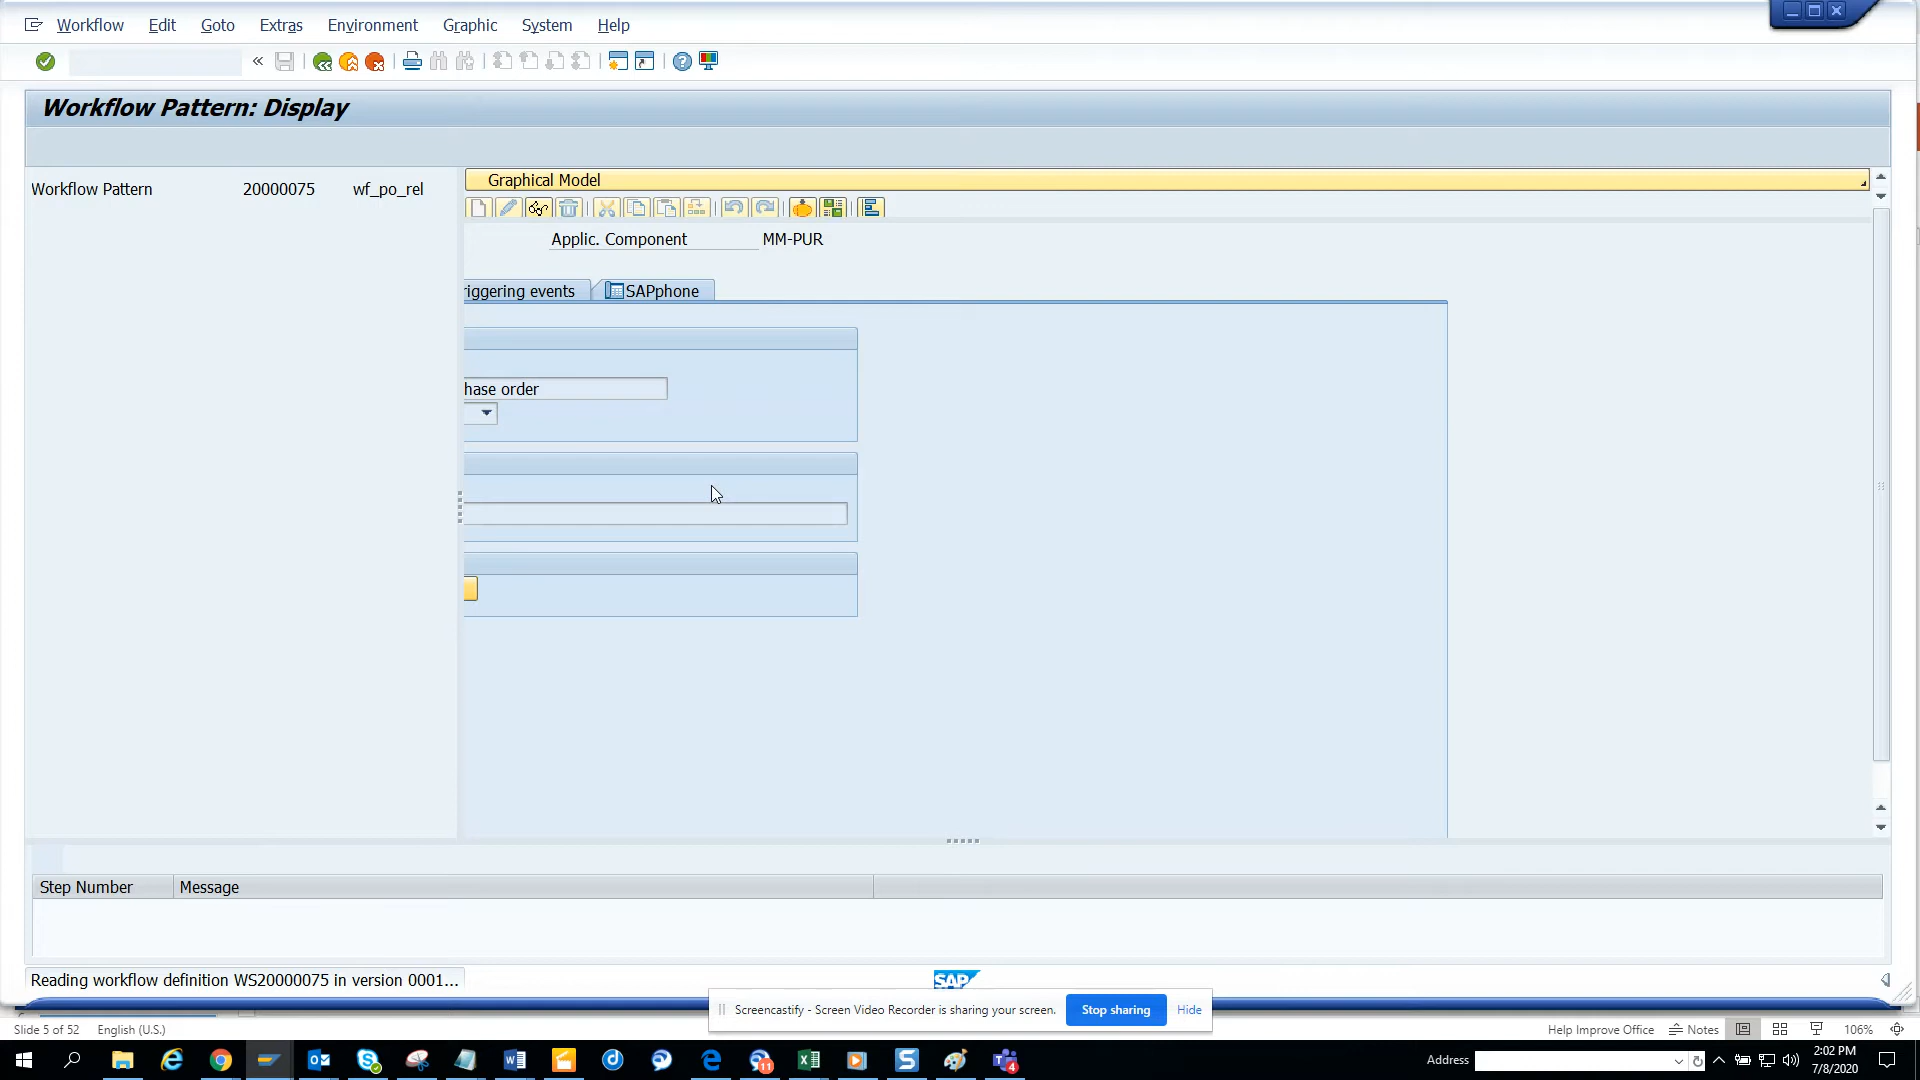 Workflow Edit Goto Extras Environment Graphic System Help
Workflow Pattern: Display
Workflow Pattern 20000075 wf_po_rel
Graphical Model
Applic. Component MM-PUR
riggering events SAPphone
hase order
Step Number Message
Reading workflow definition WS20000075 in version 0001...
SAP
Screencastify - Screen Video Recorder is sharing your screen. Stop sharing Hide
Slide 5 of 52 English (U.S.) Help Improve Office Notes 106%
Address
11
4
2:02 PM
7/8/2020